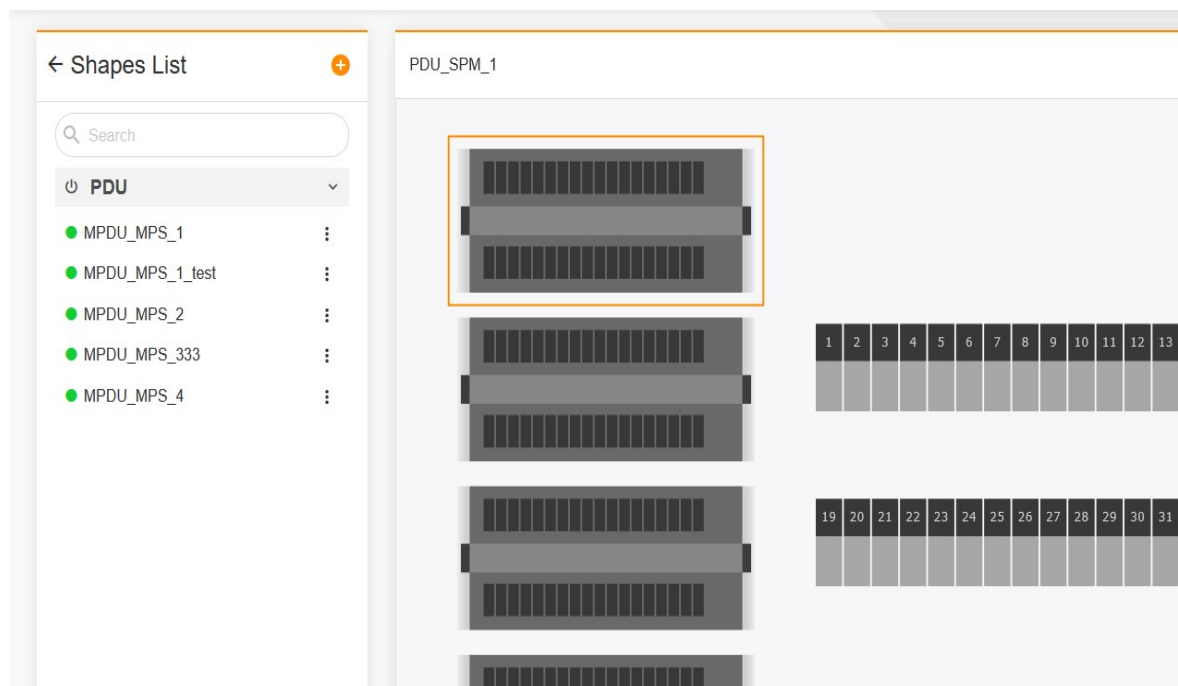 Shapes List
PDU_SPM_1
Search
PDU
MPDU_MPS_1
MPDU_MPS_1_test
MPDU_MPS_2
MPDU_MPS_333
MPDU_MPS_4
1 2 3 4 5 6 7 8 9 10 11 12 13
19 20 21 22 23 24 25 26 27 28 29 30 31